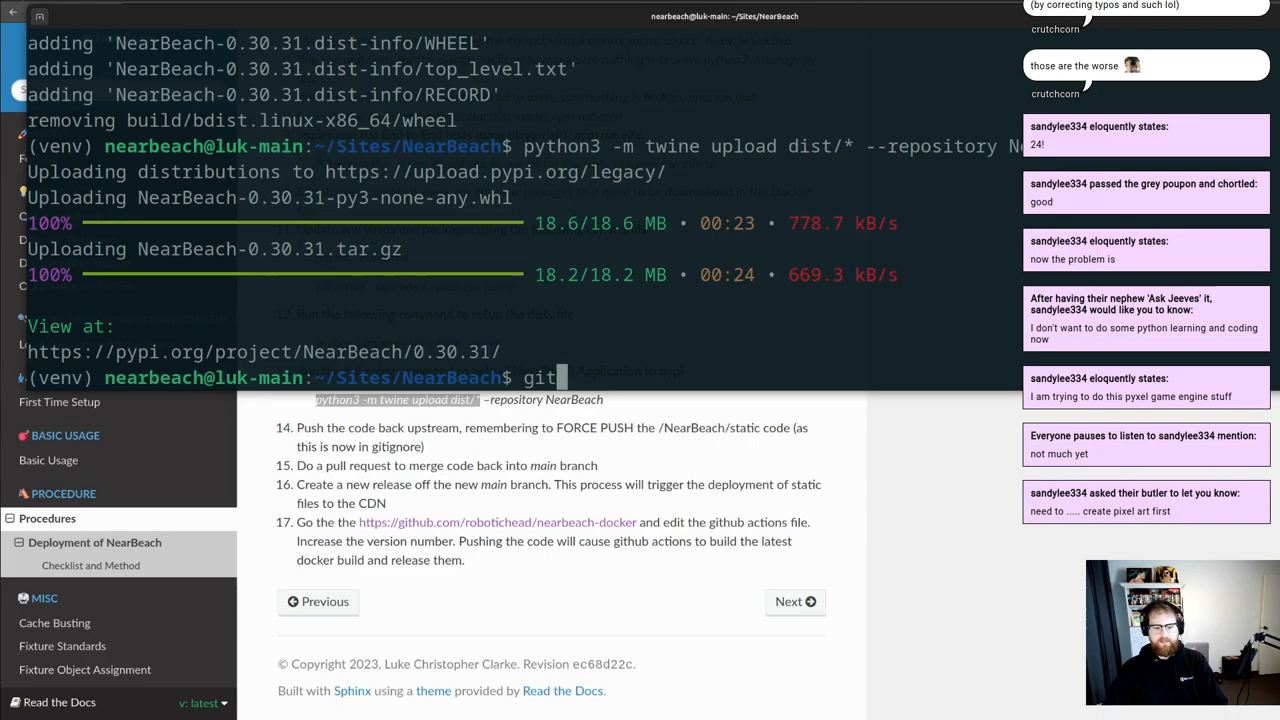 nearbeach@luk-main: ~/Sites/NearBeach
adding 'NearBeach-0.30.31.dist-info/WHEEL'
adding 'NearBeach-0.30.31.dist-info/top_level.txt'
adding 'NearBeach-0.30.31.dist-info/RECORD'
removing build/bdist.linux-x86_64/wheel
(venv) nearbeach@luk-main:~/Sites/NearBeach$ python3 -m twine upload dist/* --repository
Uploading distributions to https://upload.pypi.org/legacy/
Uploading NearBeach-0.30.31-py3-none-any.whl
100% 18.6/18.6 MB • 00:23 • 778.7 kB/s
Uploading NearBeach-0.30.31.tar.gz
100% 18.2/18.2 MB • 00:24 • 669.3 kB/s
View at:
https://pypi.org/project/NearBeach/0.30.31/
(venv) nearbeach@luk-main:~/Sites/NearBeach$ git
12. Run the following command to setup the dists file
Application to pypi
python3 -m twine upload dist/* –repository NearBeach
14. Push the code back upstream, remembering to FORCE PUSH the /NearBeach/static code (as
this is now in gitignore)
15. Do a pull request to merge code back into main branch
16. Create a new release off the new main branch. This process will trigger the deployment of static
files to the CDN
17. Go the the https://github.com/robotichead/nearbeach-docker and edit the github actions file.
Increase the version number. Pushing the code will cause github actions to build the latest
docker build and release them.
Previous
Next
© Copyright 2023, Luke Christopher Clarke. Revision ec68d22c.
Built with Sphinx using a theme provided by Read the Docs.
First Time Setup
BASIC USAGE
Basic Usage
PROCEDURE
Procedures
Deployment of NearBeach
Checklist and Method
MISC
Cache Busting
Fixture Standards
Fixture Object Assignment
Read the Docs
v: latest
(by correcting typos and such lol)
crutchcorn
those are the worse
crutchcorn
sandylee334 eloquently states:
24!
sandylee334 passed the grey poupon and chortled:
good
sandylee334 eloquently states:
now the problem is
After having their nephew 'Ask Jeeves' it,
sandylee334 would like you to know:
I don't want to do some python learning and coding
now
sandylee334 eloquently states:
I am trying to do this pyxel game engine stuff
Everyone pauses to listen to sandylee334 mention:
not much yet
sandylee334 asked their butler to let you know:
need to ..... create pixel art first